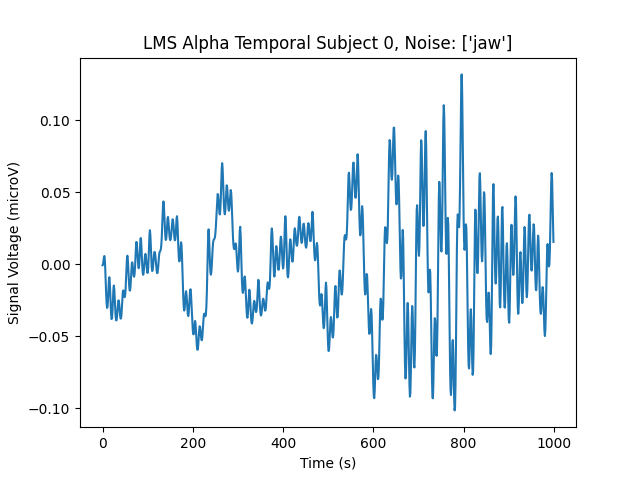 LMS Alpha Temporal Subject 0, Noise: ['jaw']
Signal Voltage (microV)
0.10
0.05
0.00
−0.05
−0.10
0 200 400 600 800 1000
Time (s)